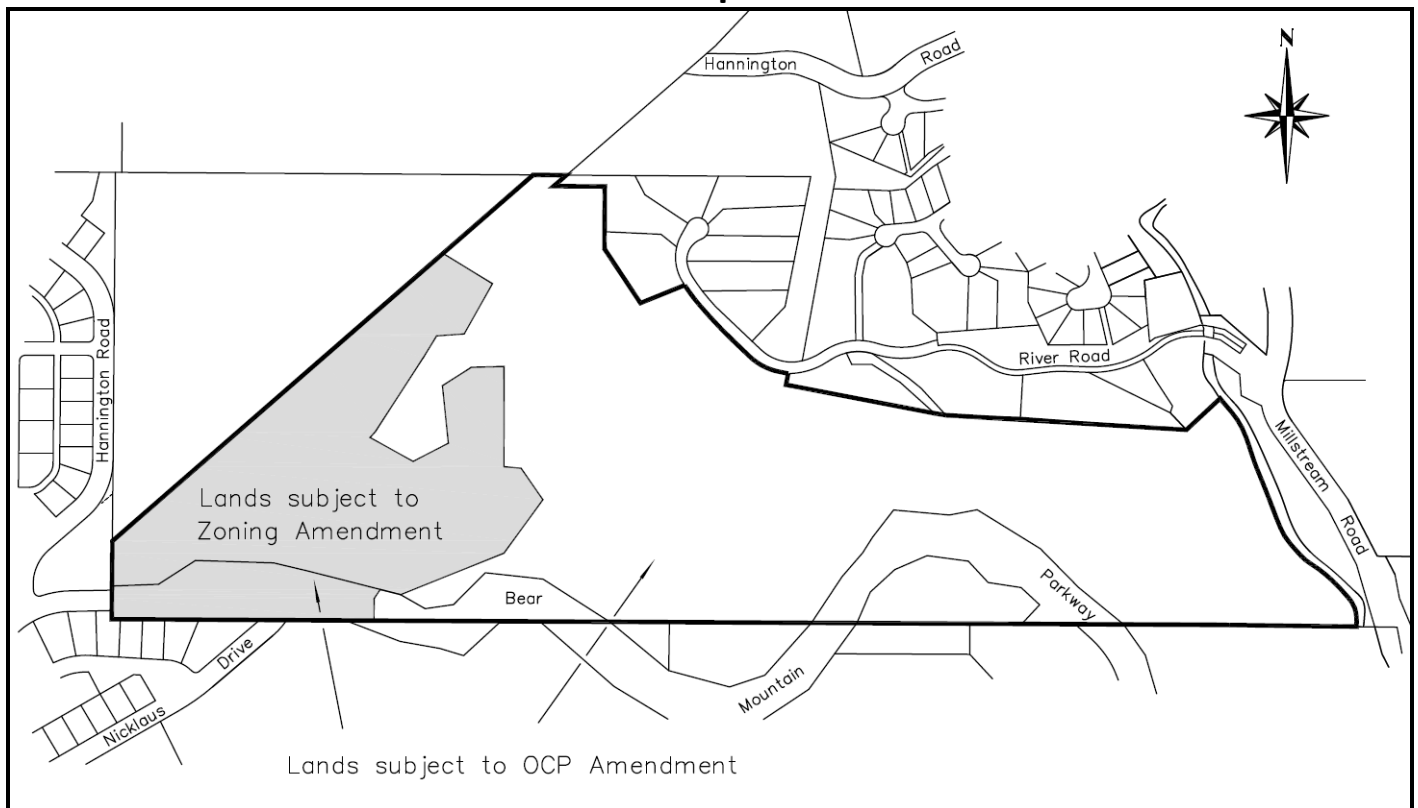 N
Hannington Road
Hannington Road
River Road
Millstream Road
Lands subject to
Zoning Amendment
Bear
Mountain
Parkway
Nicklaus Drive
Lands subject to OCP Amendment